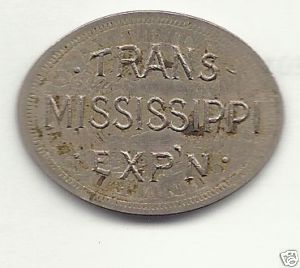 · TRANS ·
MISSISSIPPI
· EXP'N ·